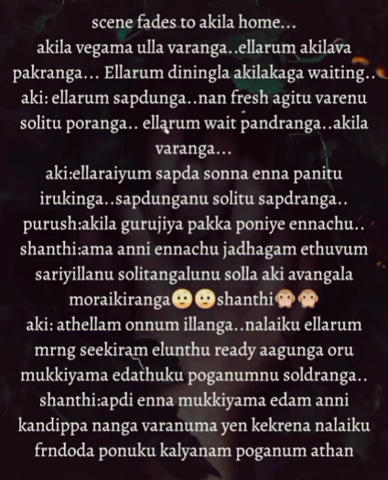 scene fades to akila home...
akila vegama ulla varanga..ellarum akilava
pakranga... Ellarum diningla akilakaga waiting..
aki: ellarum sapdunga..nan fresh agitu varenu
solitu poranga.. ellarum wait pandranga..akila
varanga...
aki:ellaraiyum sapda sonna enna panitu
irukinga..sapdunganu solitu sapdranga..
purush:akila gurujiya pakka poniye ennachu..
shanthi:ama anni ennachu jadhagam ethuvum
sariyillanu solitangalunu solla aki avangala
moraikiranga🙁🙁shanthi🙊🙊
aki: athellam onnum illanga..nalaiku ellarum
mrng seekiram elunthu ready aagunga oru
mukkiyama edathuku poganumnu soldranga..
shanthi:apdi enna mukkiyama edam anni
kandippa nanga varanuma yen kekrena nalaiku
frndoda ponuku kalyanam poganum athan